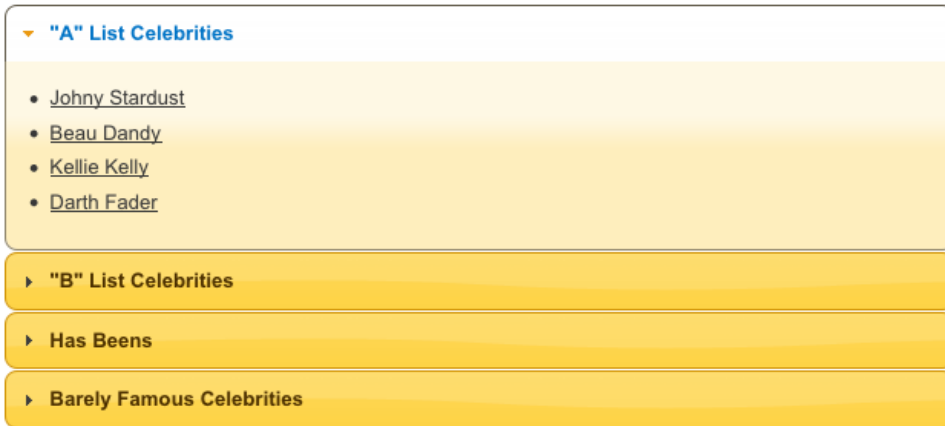 "A" List Celebrities
Johny Stardust
Beau Dandy
Kellie Kelly
Darth Fader
"B" List Celebrities
Has Beens
Barely Famous Celebrities